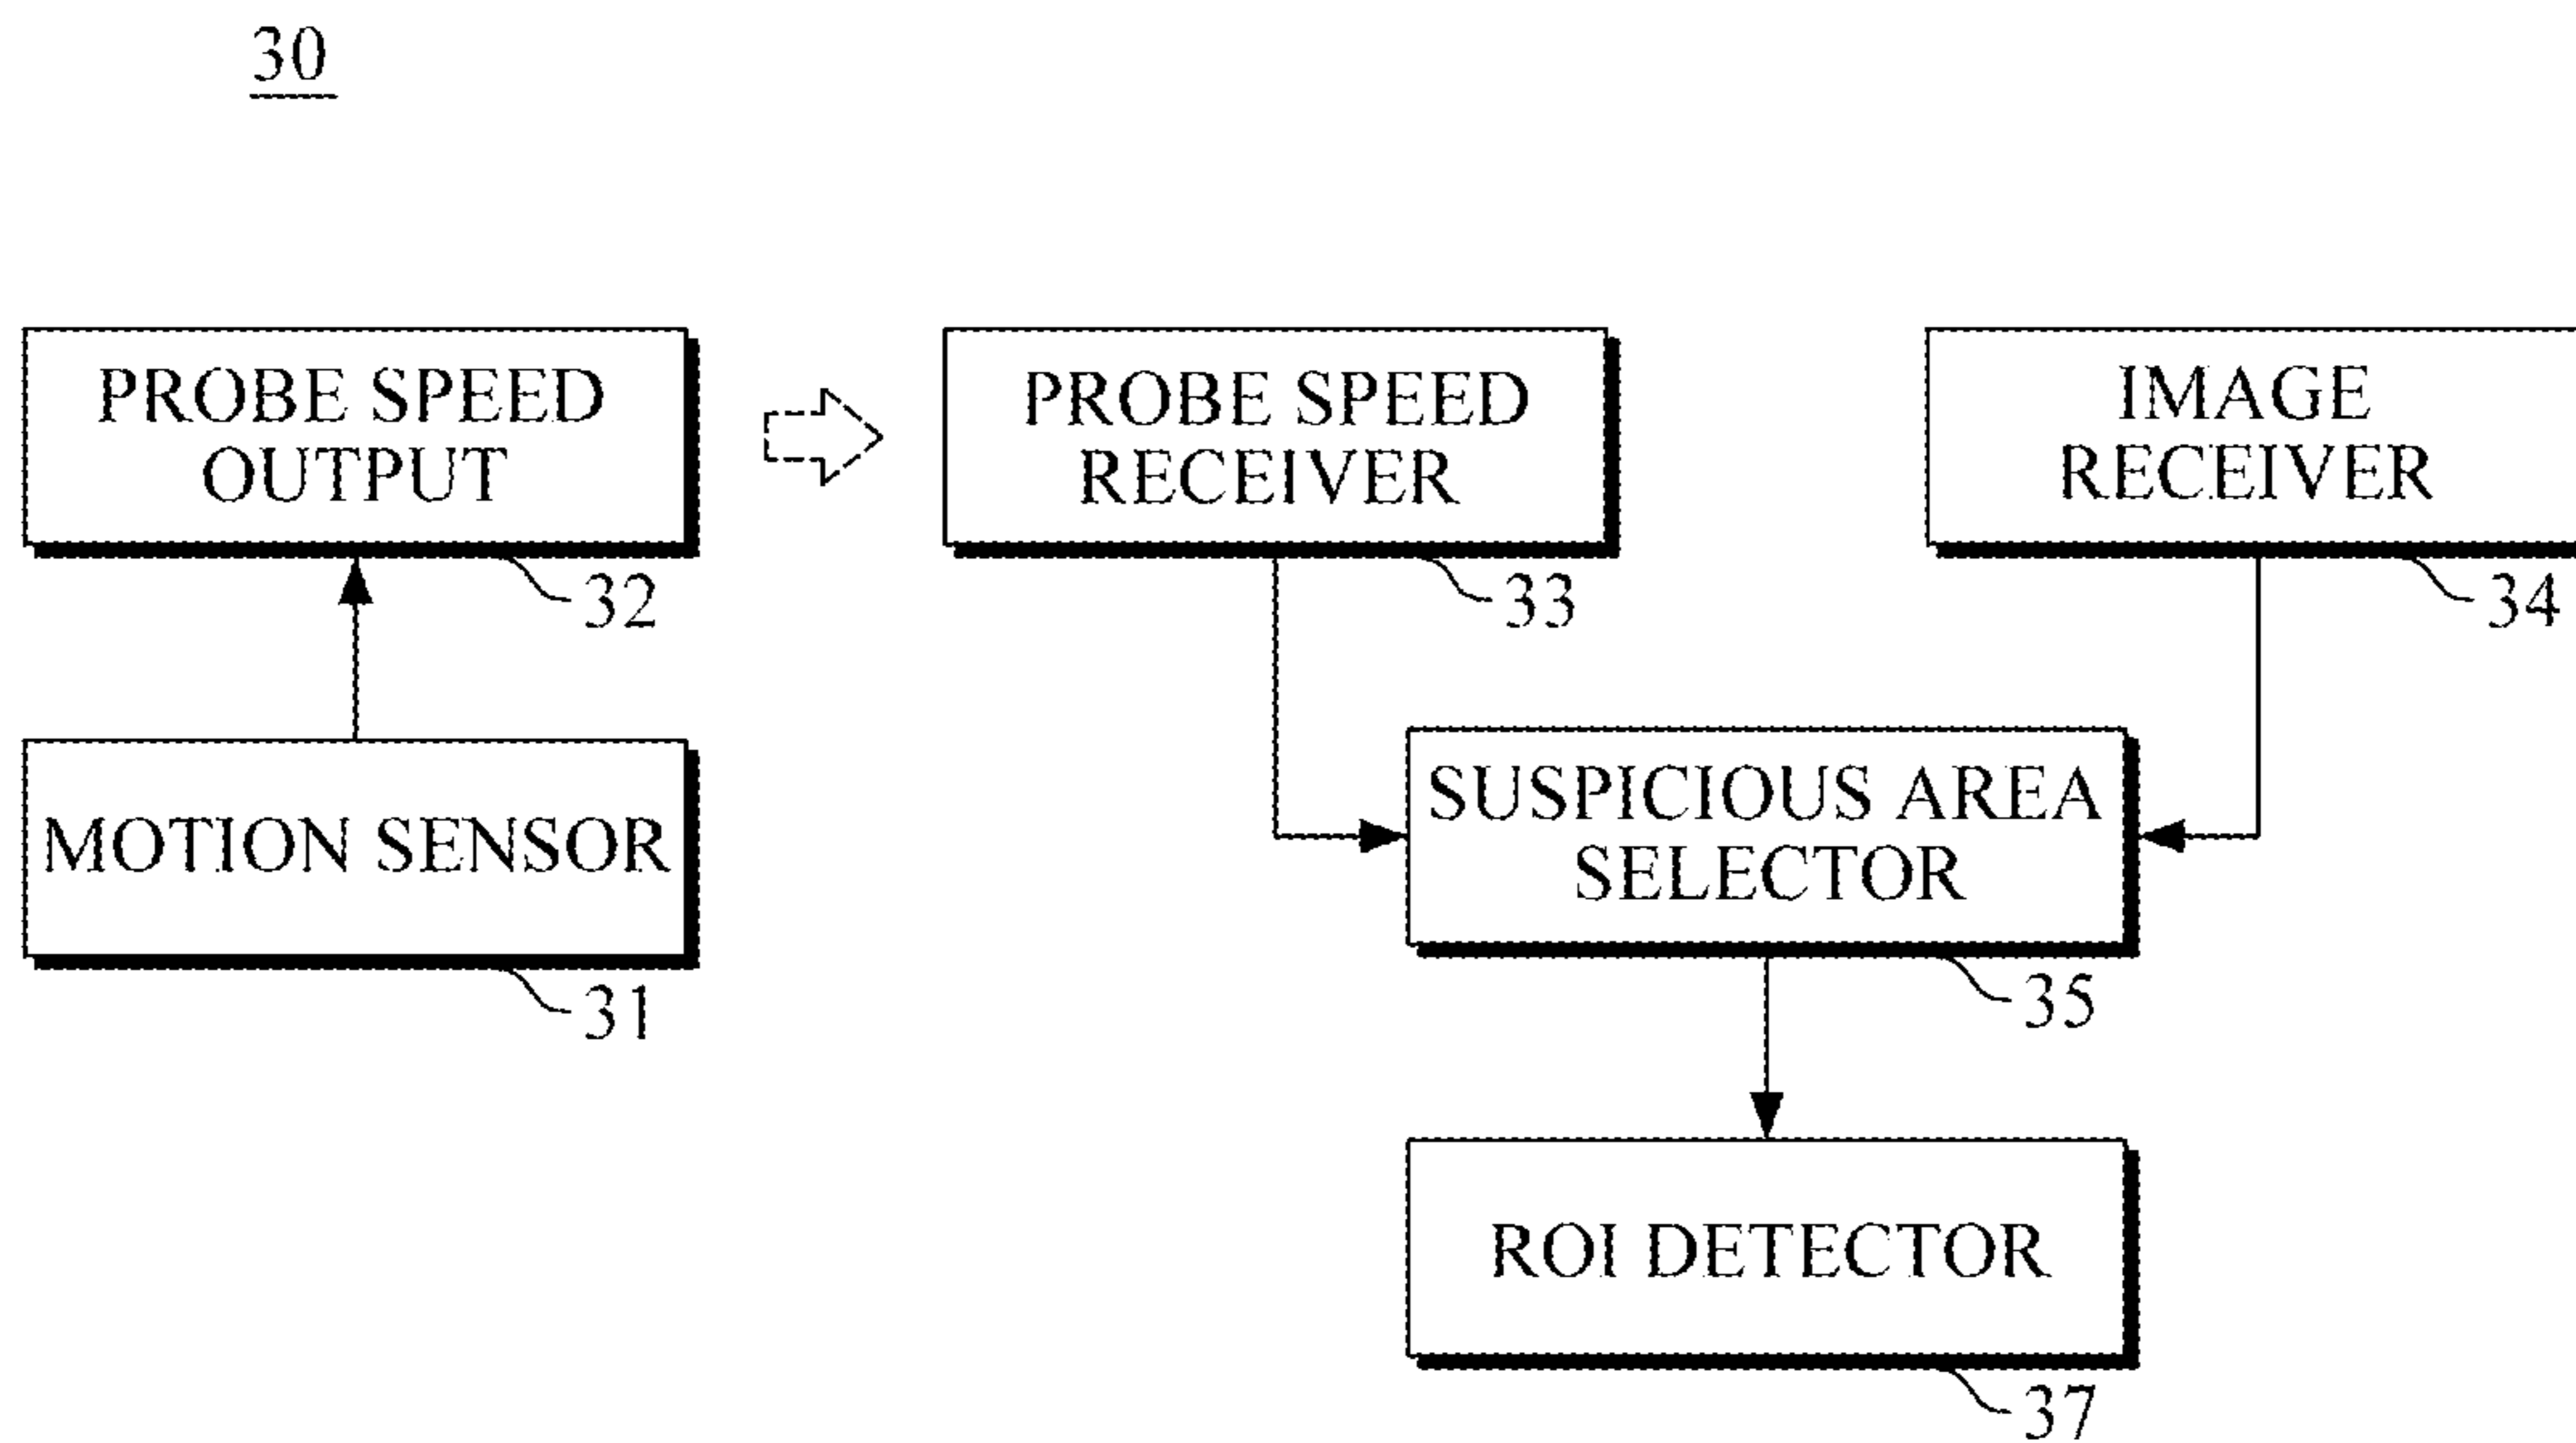 30
PROBE SPEED
OUTPUT
32
PROBE SPEED
RECEIVER
33
IMAGE
RECEIVER
34
MOTION SENSOR
31
SUSPICIOUS AREA
SELECTOR
35
ROI DETECTOR
37